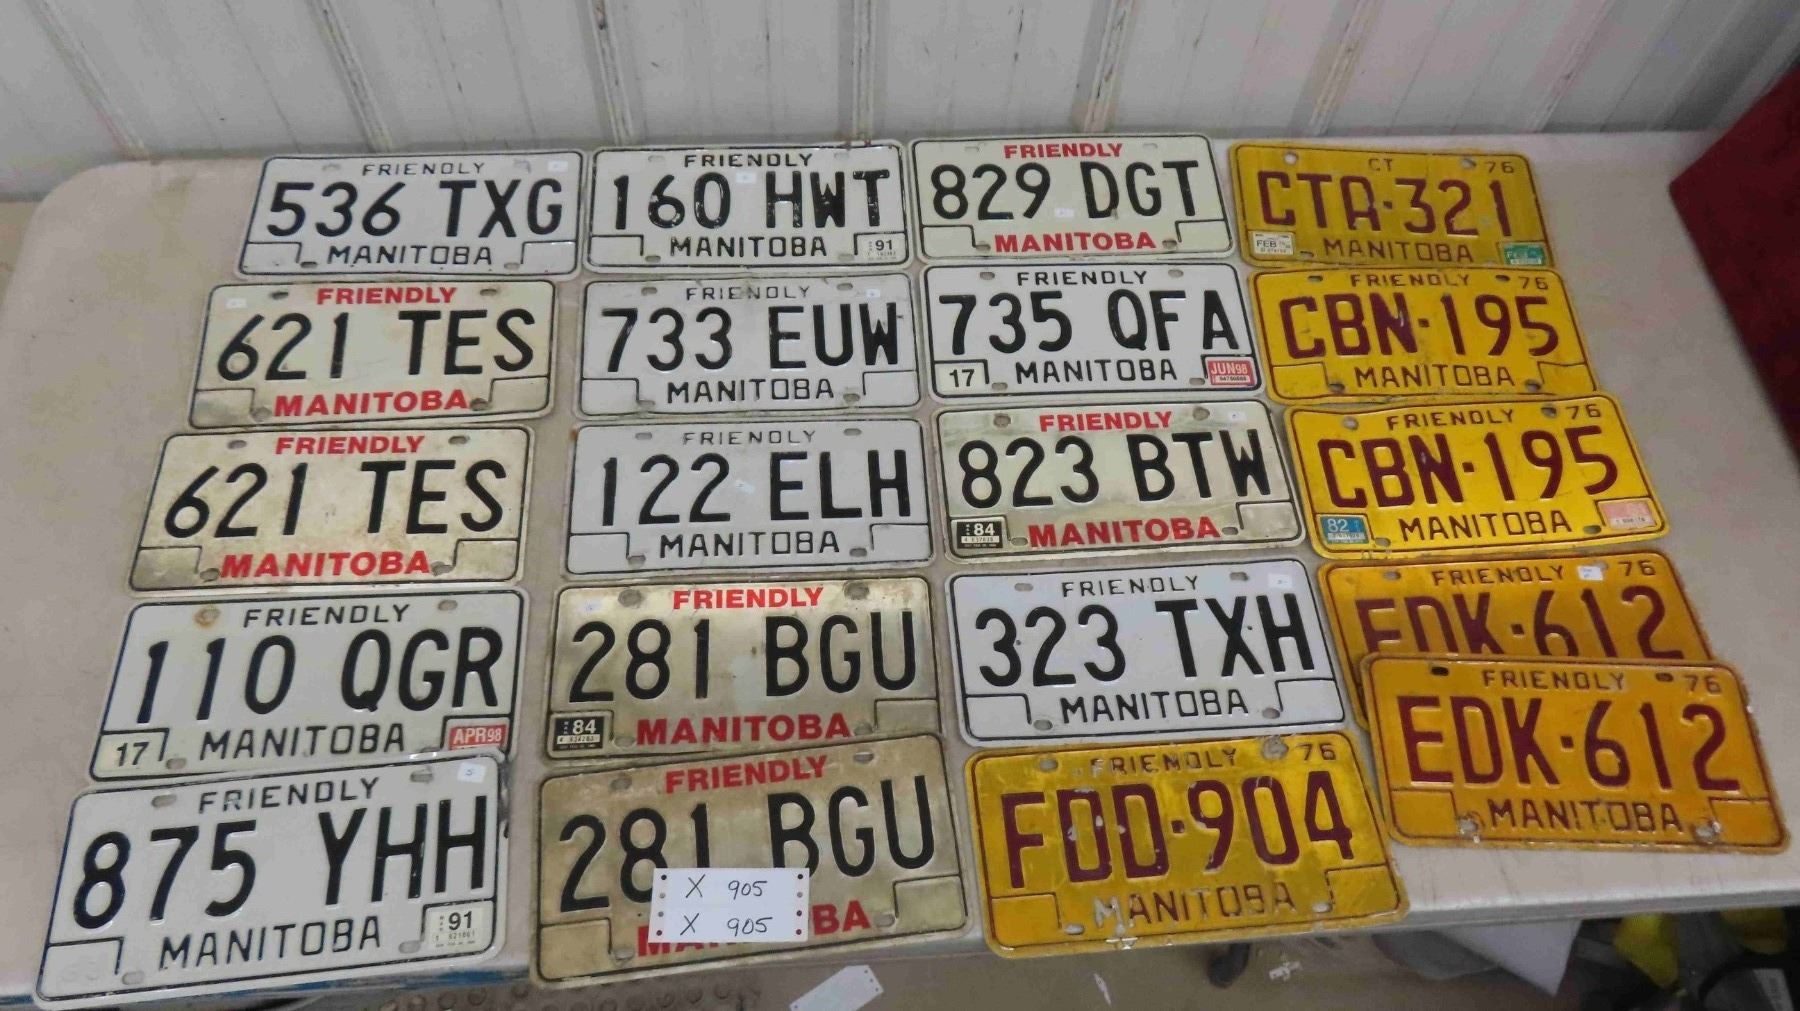 FRIENDLY
536 TXG
MANITOBA
FRIENDLY
160 HWT
MANITOBA
91
FRIENDLY
829 DGT
MANITOBA
CT 76
CTA·321
MANITOBA
FEB
FRIENDLY
621 TES
MANITOBA
FRIENDLY
733 EUW
MANITOBA
FRIENDLY
735 QFA
17 MANITOBA JUN98
FRIENDLY 76
CBN·195
MANITOBA
FRIENDLY
621 TES
MANITOBA
FRIENDLY
122 ELH
MANITOBA
FRIENDLY
823 BTW
84 MANITOBA
FRIENDLY 76
CBN·195
82 MANITOBA
FRIENDLY
110 QGR
17 MANITOBA APR98
FRIENDLY
281 BGU
84 MANITOBA
FRIENDLY
323 TXH
MANITOBA
FRIENDLY 76
EDK·612
FRIENDLY 76
EDK·612
MANITOBA
FRIENDLY
875 YHH
MANITOBA 91
FRIENDLY
281 BGU
X 905
X 905
FRIENDLY 76
FDD·904
MANITOBA